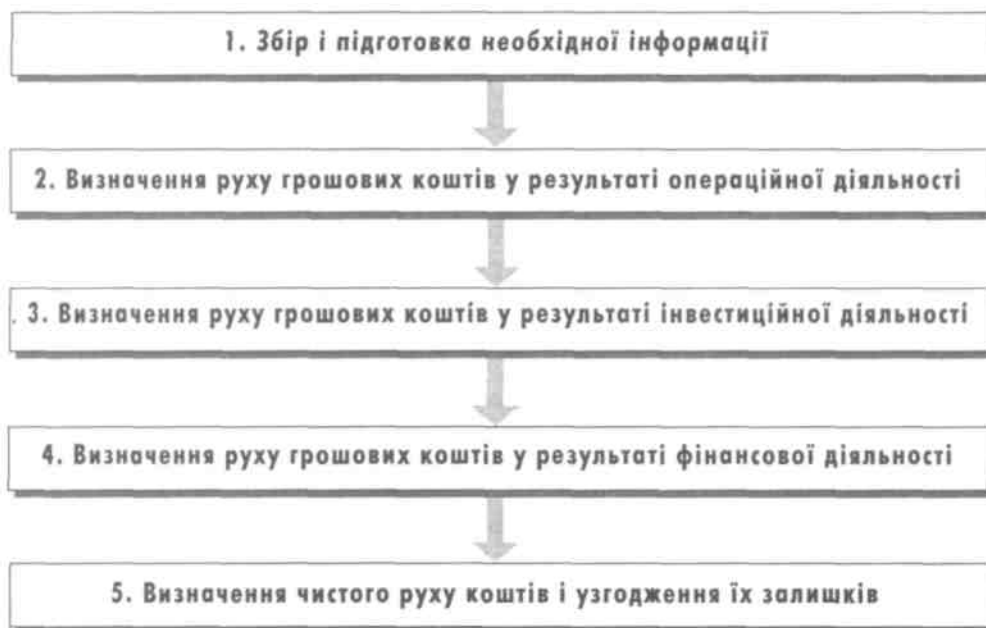 1. Збір і підготовка необхідної інформації
2. Визначення руху грошових коштів у результаті операційної діяльності
3. Визначення руху грошових коштів у результаті інвестиційної діяльності
4. Визначення руху грошових коштів у результаті фінансової діяльності
5. Визначення чистого руху коштів і узгодження їх залишків